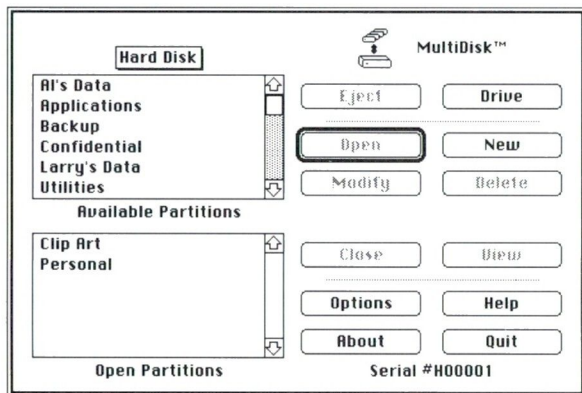 Hard Disk
MultiDisk™
Al's Data
Applications
Backup
Confidential
Larry's Data
Utilities
Available Partitions
Eject
Drive
Open
New
Modify
Delete
Clip Art
Personal
Open Partitions
Close
View
Options
Help
About
Quit
Serial #H00001